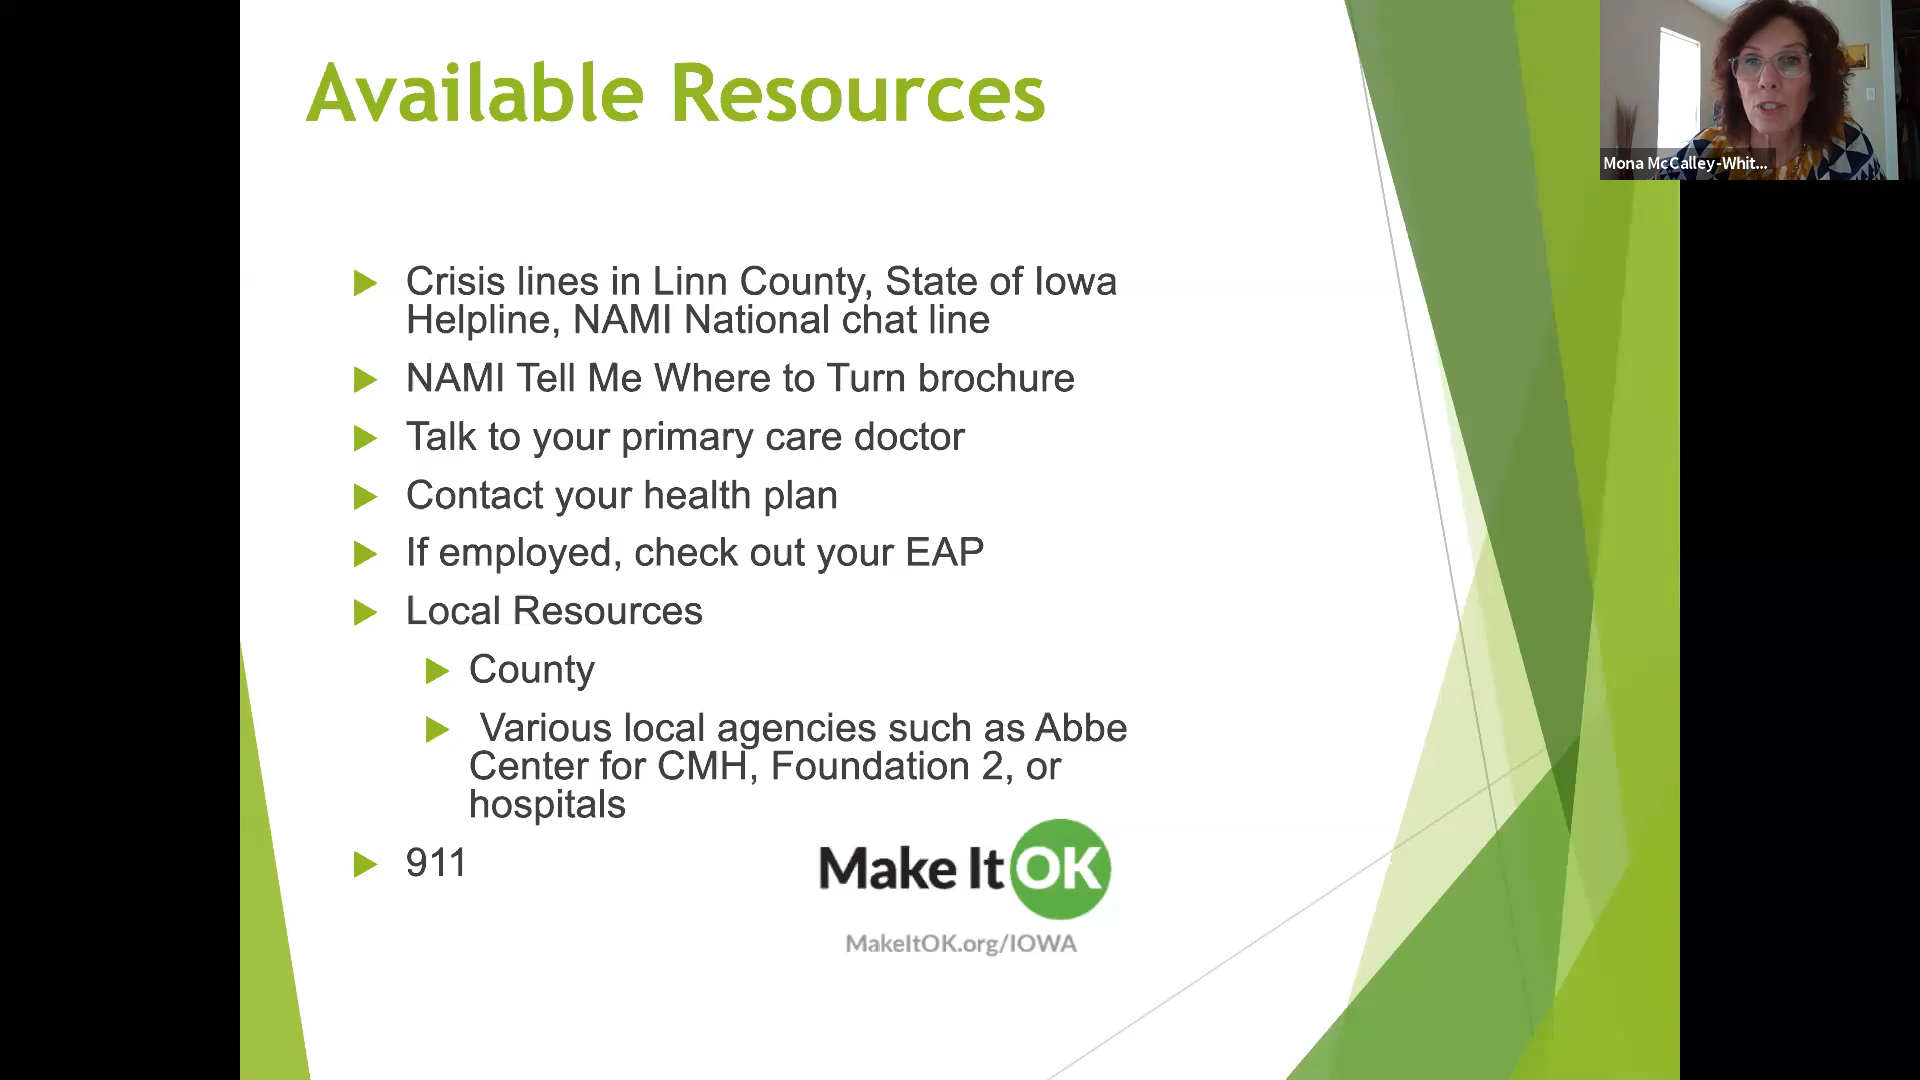 Available Resources
Mona McCalley-Whit...
Crisis lines in Linn County, State of Iowa
Helpline, NAMI National chat line
NAMI Tell Me Where to Turn brochure
Talk to your primary care doctor
Contact your health plan
If employed, check out your EAP
Local Resources
County
Various local agencies such as Abbe
Center for CMH, Foundation 2, or
hospitals
911
Make It OK
MakeItOK.org/IOWA